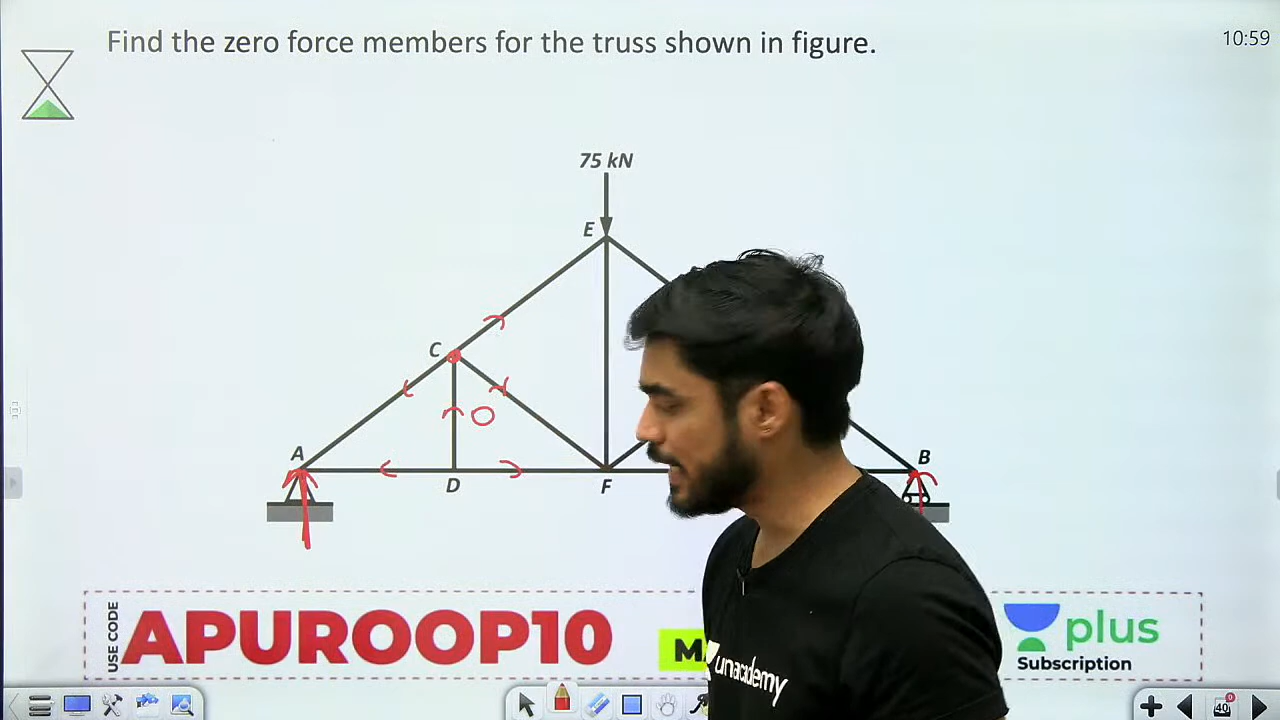 Find the zero force members for the truss shown in figure.
10:59
75 kN
E
C
O
A
B
D
F
USE CODE
APUROOP10
plus
Subscription
unacademy
40